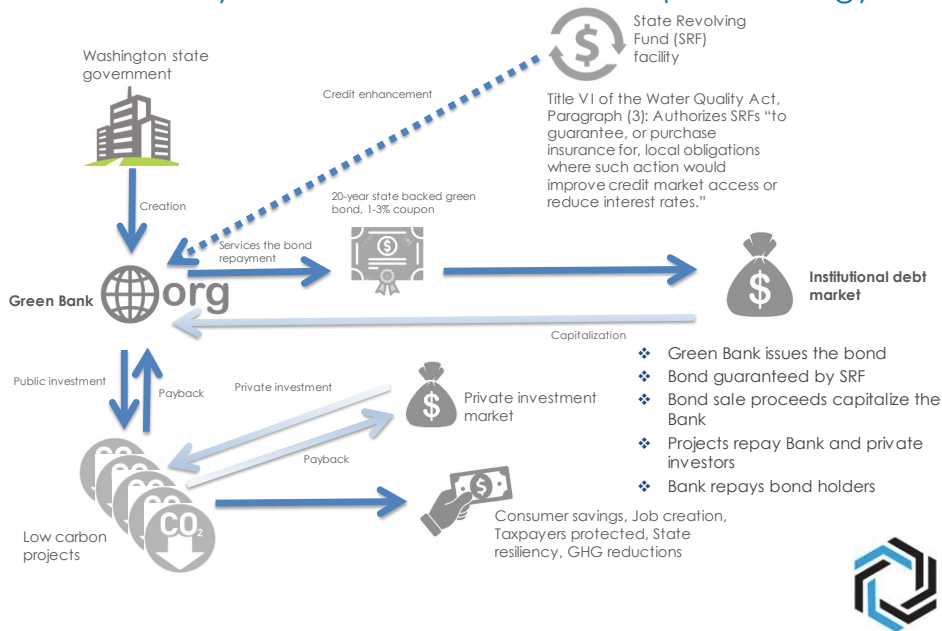 State Revolving
Fund (SRF)
facility
Washington state
government
Credit enhancement
Title VI of the Water Quality Act,
Paragraph (3): Authorizes SRFs “to
guarantee, or purchase
insurance for, local obligations
where such action would
improve credit market access or
reduce interest rates.”
Creation
20-year state backed green
bond, 1-3% coupon
Services the bond
repayment
Green Bank
org
Institutional debt
market
Capitalization
Public investment
Payback
Private investment
Private investment
market
Payback
Green Bank issues the bond
Bond guaranteed by SRF
Bond sale proceeds capitalize the
Bank
Projects repay Bank and private
investors
Bank repays bond holders
Low carbon
projects
CO2
Consumer savings, Job creation,
Taxpayers protected, State
resiliency, GHG reductions